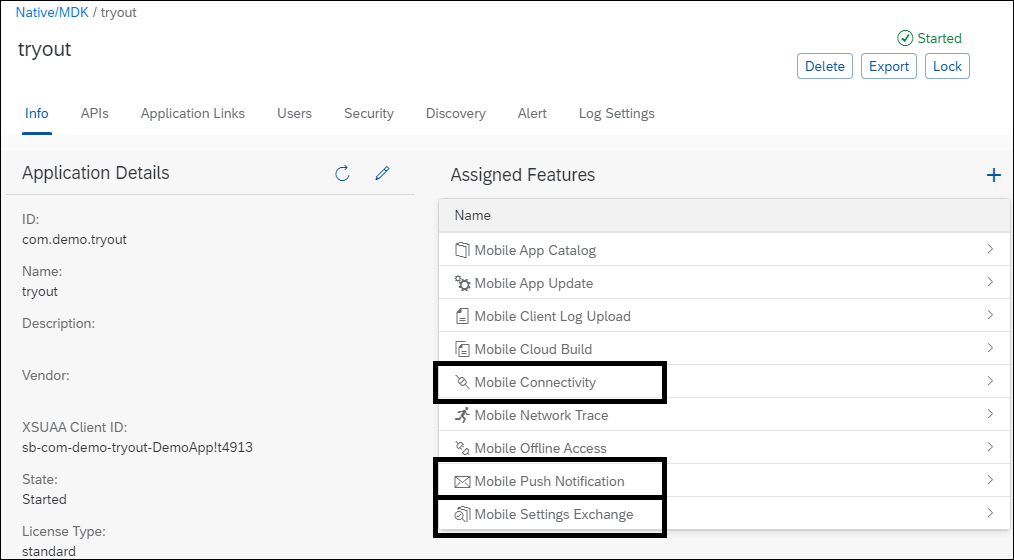 Native/MDK / tryout
tryout
Started
Delete
Export
Lock
Info
APIs
Application Links
Users
Security
Discovery
Alert
Log Settings
Application Details
ID:
com.demo.tryout
Name:
tryout
Description:
Vendor:
XSUAA Client ID:
sb-com-demo-tryout-DemoApp!t4913
State:
Started
License Type:
standard
Assigned Features
Name
Mobile App Catalog
Mobile App Update
Mobile Client Log Upload
Mobile Cloud Build
Mobile Connectivity
Mobile Network Trace
Mobile Offline Access
Mobile Push Notification
Mobile Settings Exchange